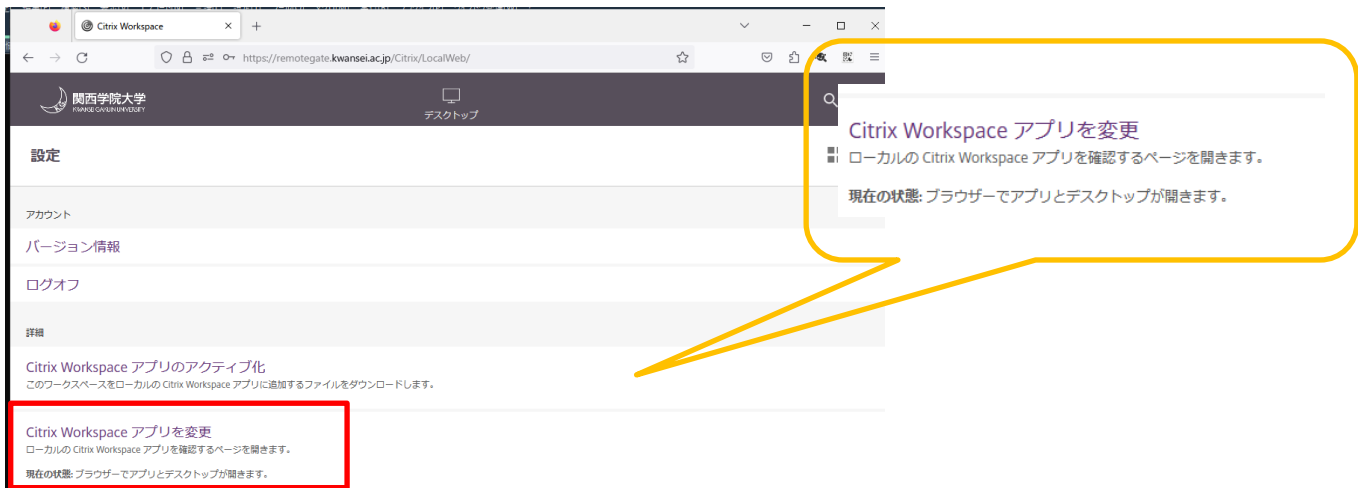 Citrix Workspace
https://remotegate.kwansei.ac.jp/Citrix/LocalWeb/
関西学院大学
KWANSEI GAKUIN UNIVERSITY
デスクトップ
設定
アカウント
バージョン情報
ログオフ
詳細
Citrix Workspace アプリのアクティブ化
このワークスペースをローカルの Citrix Workspace アプリに追加するファイルをダウンロードします。
Citrix Workspace アプリを変更
ローカルの Citrix Workspace アプリを確認するページを開きます。
現在の状態: ブラウザーでアプリとデスクトップが開きます。
Citrix Workspace アプリを変更
ローカルの Citrix Workspace アプリを確認するページを開きます。
現在の状態: ブラウザーでアプリとデスクトップが開きます。